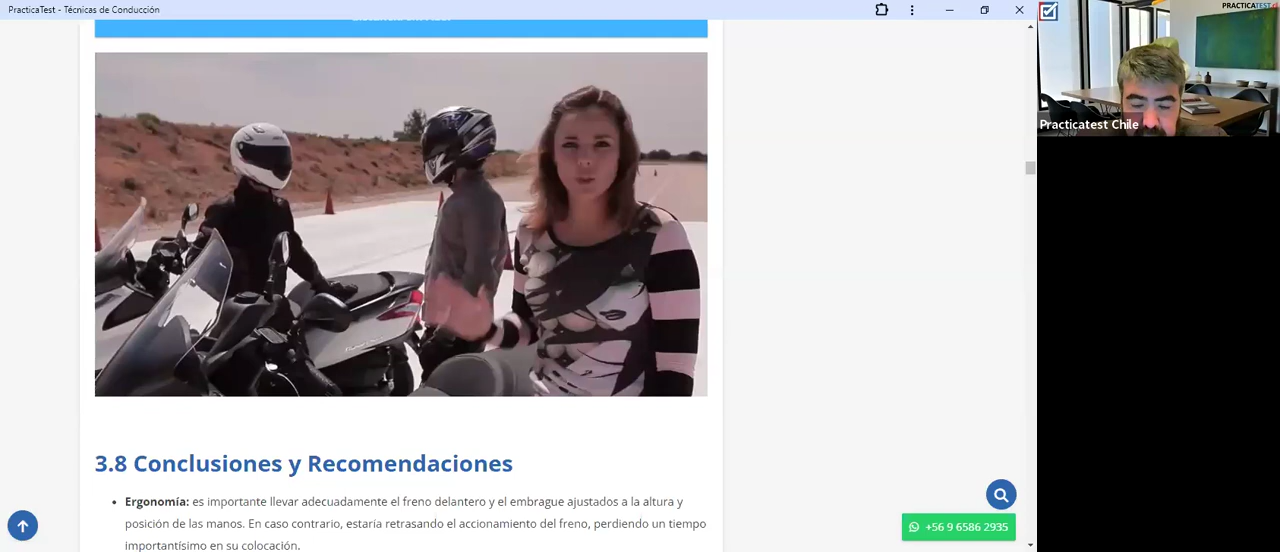 PracticaTest - Técnicas de Conducción
PRACTICATEST.cl
Practicatest Chile
3.8 Conclusiones y Recomendaciones
Ergonomía: es importante llevar adecuadamente el freno delantero y el embrague ajustados a la altura y
posición de las manos. En caso contrario, estaría retrasando el accionamiento del freno, perdiendo un tiempo
importantísimo en su colocación.
+56 9 6586 2935